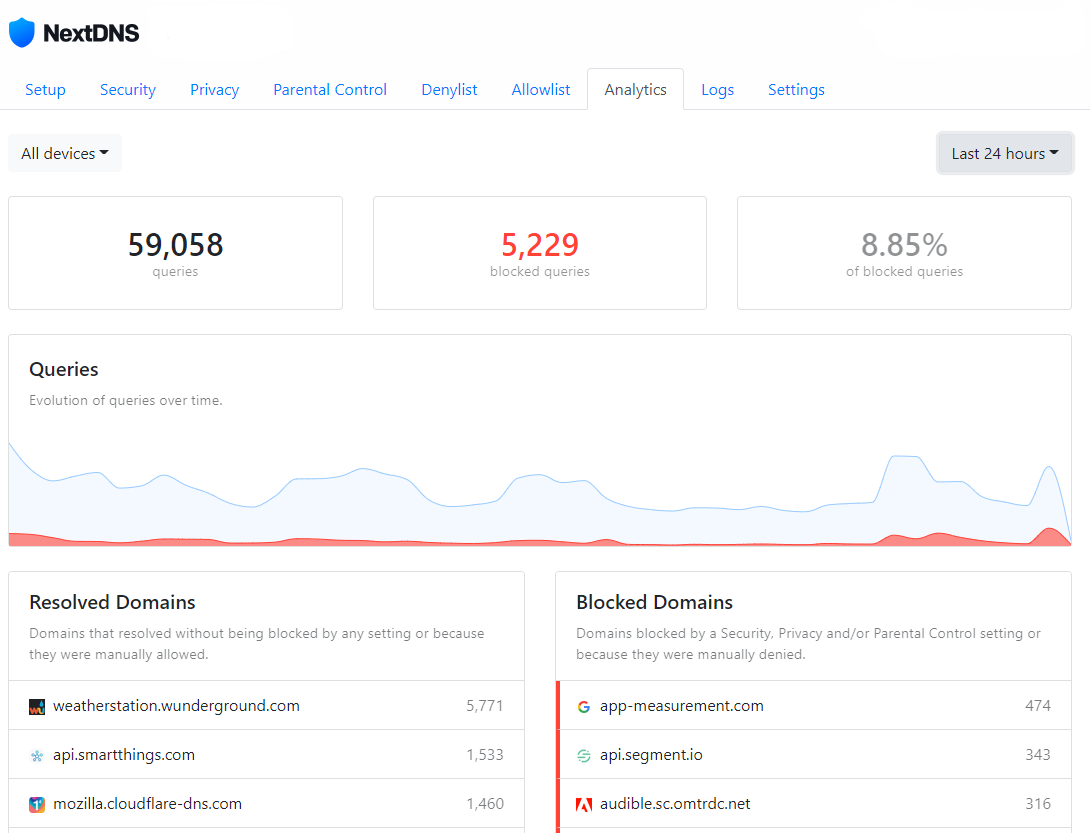 NextDNS
Setup Security Privacy Parental Control Denylist Allowlist Analytics Logs Settings
All devices
Last 24 hours
59,058
queries
5,229
blocked queries
8.85%
of blocked queries
Queries
Evolution of queries over time.
Resolved Domains
Domains that resolved without being blocked by any setting or because
they were manually allowed.
weatherstation.wunderground.com 5,771
api.smartthings.com 1,533
mozilla.cloudflare-dns.com 1,460
Blocked Domains
Domains blocked by a Security, Privacy and/or Parental Control setting or
because they were manually denied.
app-measurement.com 474
api.segment.io 343
audible.sc.omtrdc.net 316